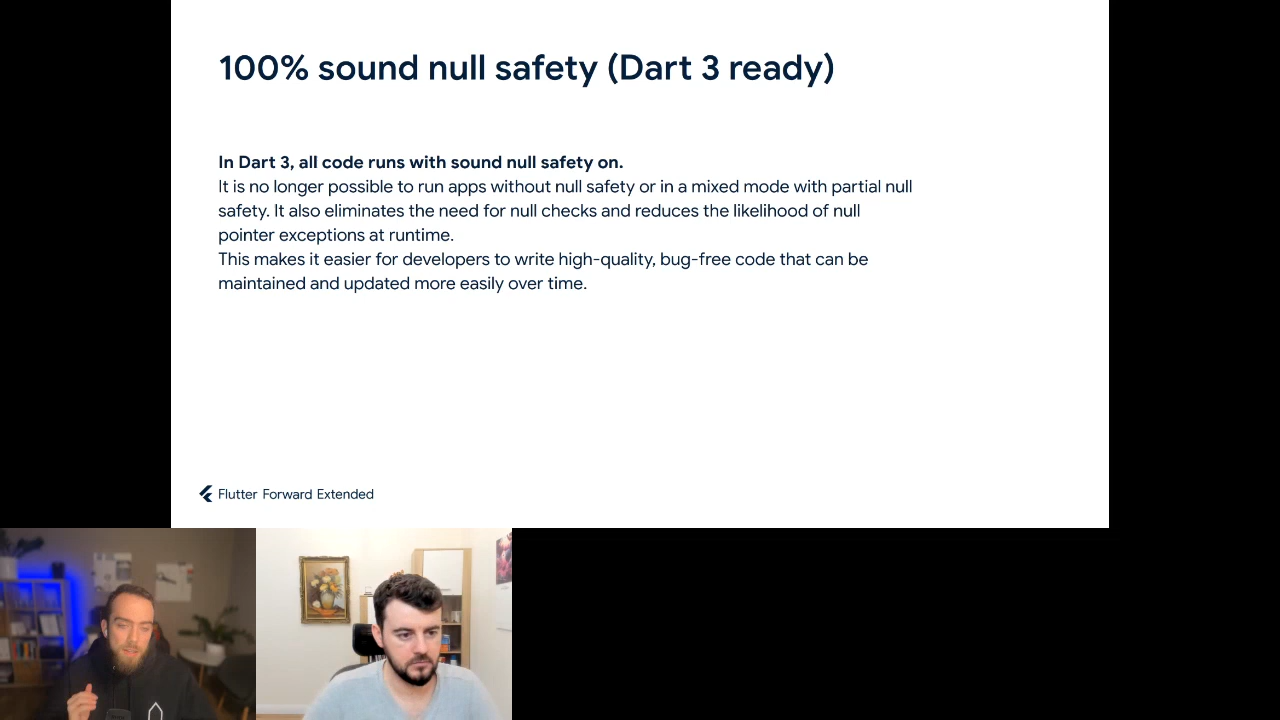 100% sound null safety (Dart 3 ready)
In Dart 3, all code runs with sound null safety on.
It is no longer possible to run apps without null safety or in a mixed mode with partial null
safety. It also eliminates the need for null checks and reduces the likelihood of null
pointer exceptions at runtime.
This makes it easier for developers to write high-quality, bug-free code that can be
maintained and updated more easily over time.
Flutter Forward Extended